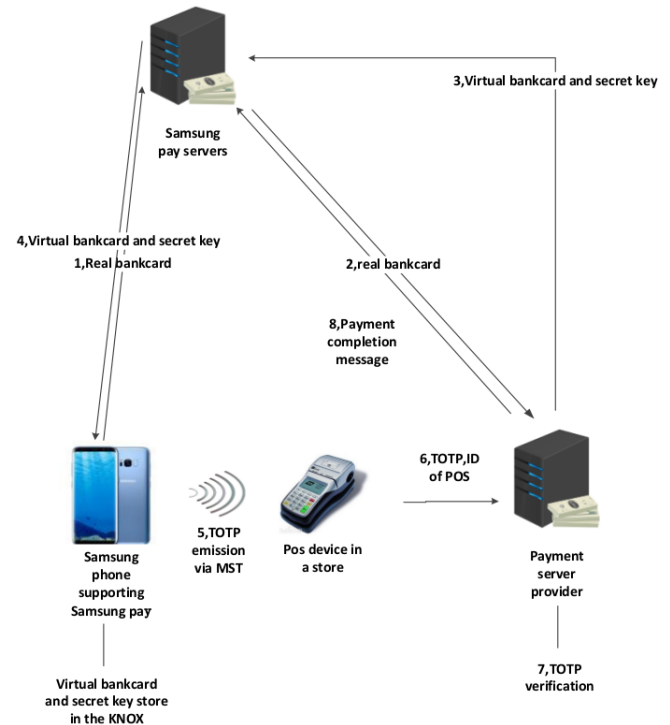 3,Virtual bankcard and secret key
Samsung
pay servers
4,Virtual bankcard and secret key
1,Real bankcard
2,real bankcard
8,Payment
completion
message
6,TOTP,ID
of POS
5,TOTP
emission
via MST
Pos device in
a store
Samsung
phone
supporting
Samsung pay
Payment
server
provider
Virtual bankcard
and secret key store
in the KNOX
7,TOTP
verification